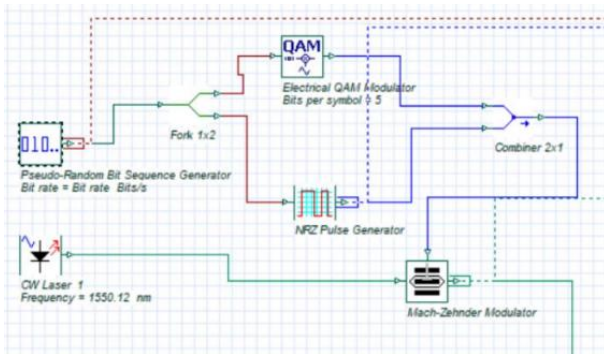 QAM
Electrical QAM Modulator
Bits per symbol = 5
Fork 1x2
Combiner 2x1
010..
Pseudo-Random Bit Sequence Generator
Bit rate = Bit rate Bits/s
NRZ Pulse Generator
CW Laser 1
Frequency = 1550.12 nm
Mach-Zehnder Modulator